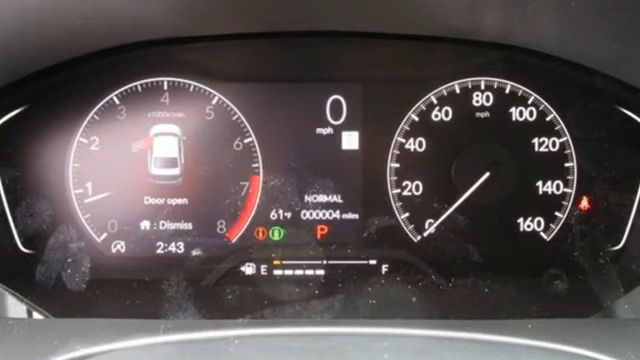 x1000r/min
0 1 2 3 4 5 6 7 8
Door open
: Dismiss
2:43
0
mph
NORMAL
61°F 000004 miles
P
E F
mph
0 20 40 60 80 100 120 140 160